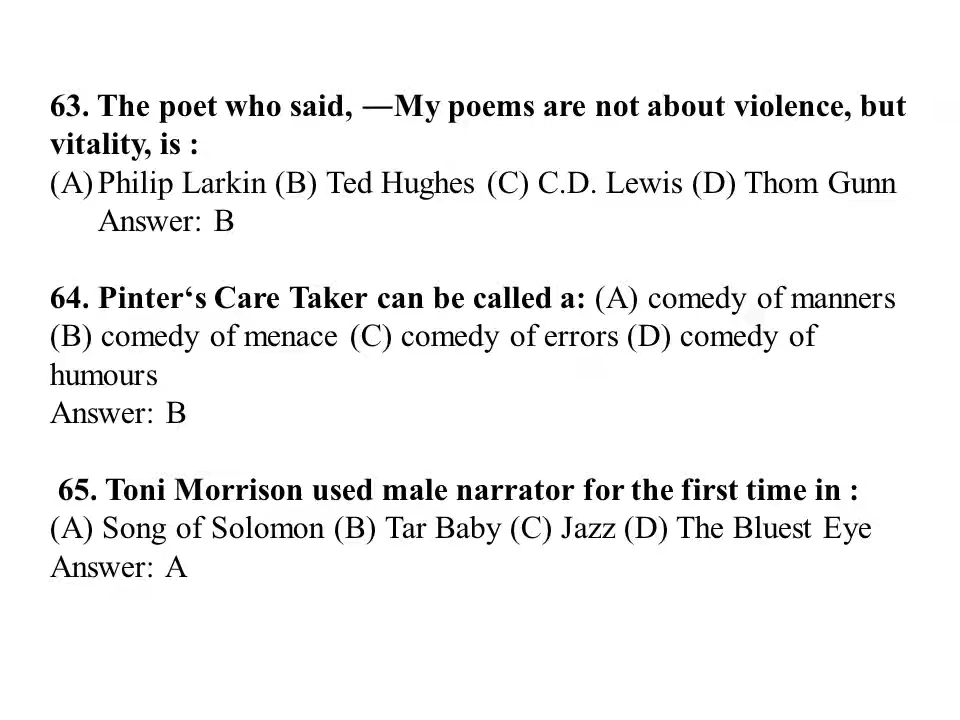 63. The poet who said, ―My poems are not about violence, but
vitality, is :
(A) Philip Larkin (B) Ted Hughes (C) C.D. Lewis (D) Thom Gunn
Answer: B
64. Pinter‘s Care Taker can be called a: (A) comedy of manners
(B) comedy of menace (C) comedy of errors (D) comedy of
humours
Answer: B
65. Toni Morrison used male narrator for the first time in :
(A) Song of Solomon (B) Tar Baby (C) Jazz (D) The Bluest Eye
Answer: A